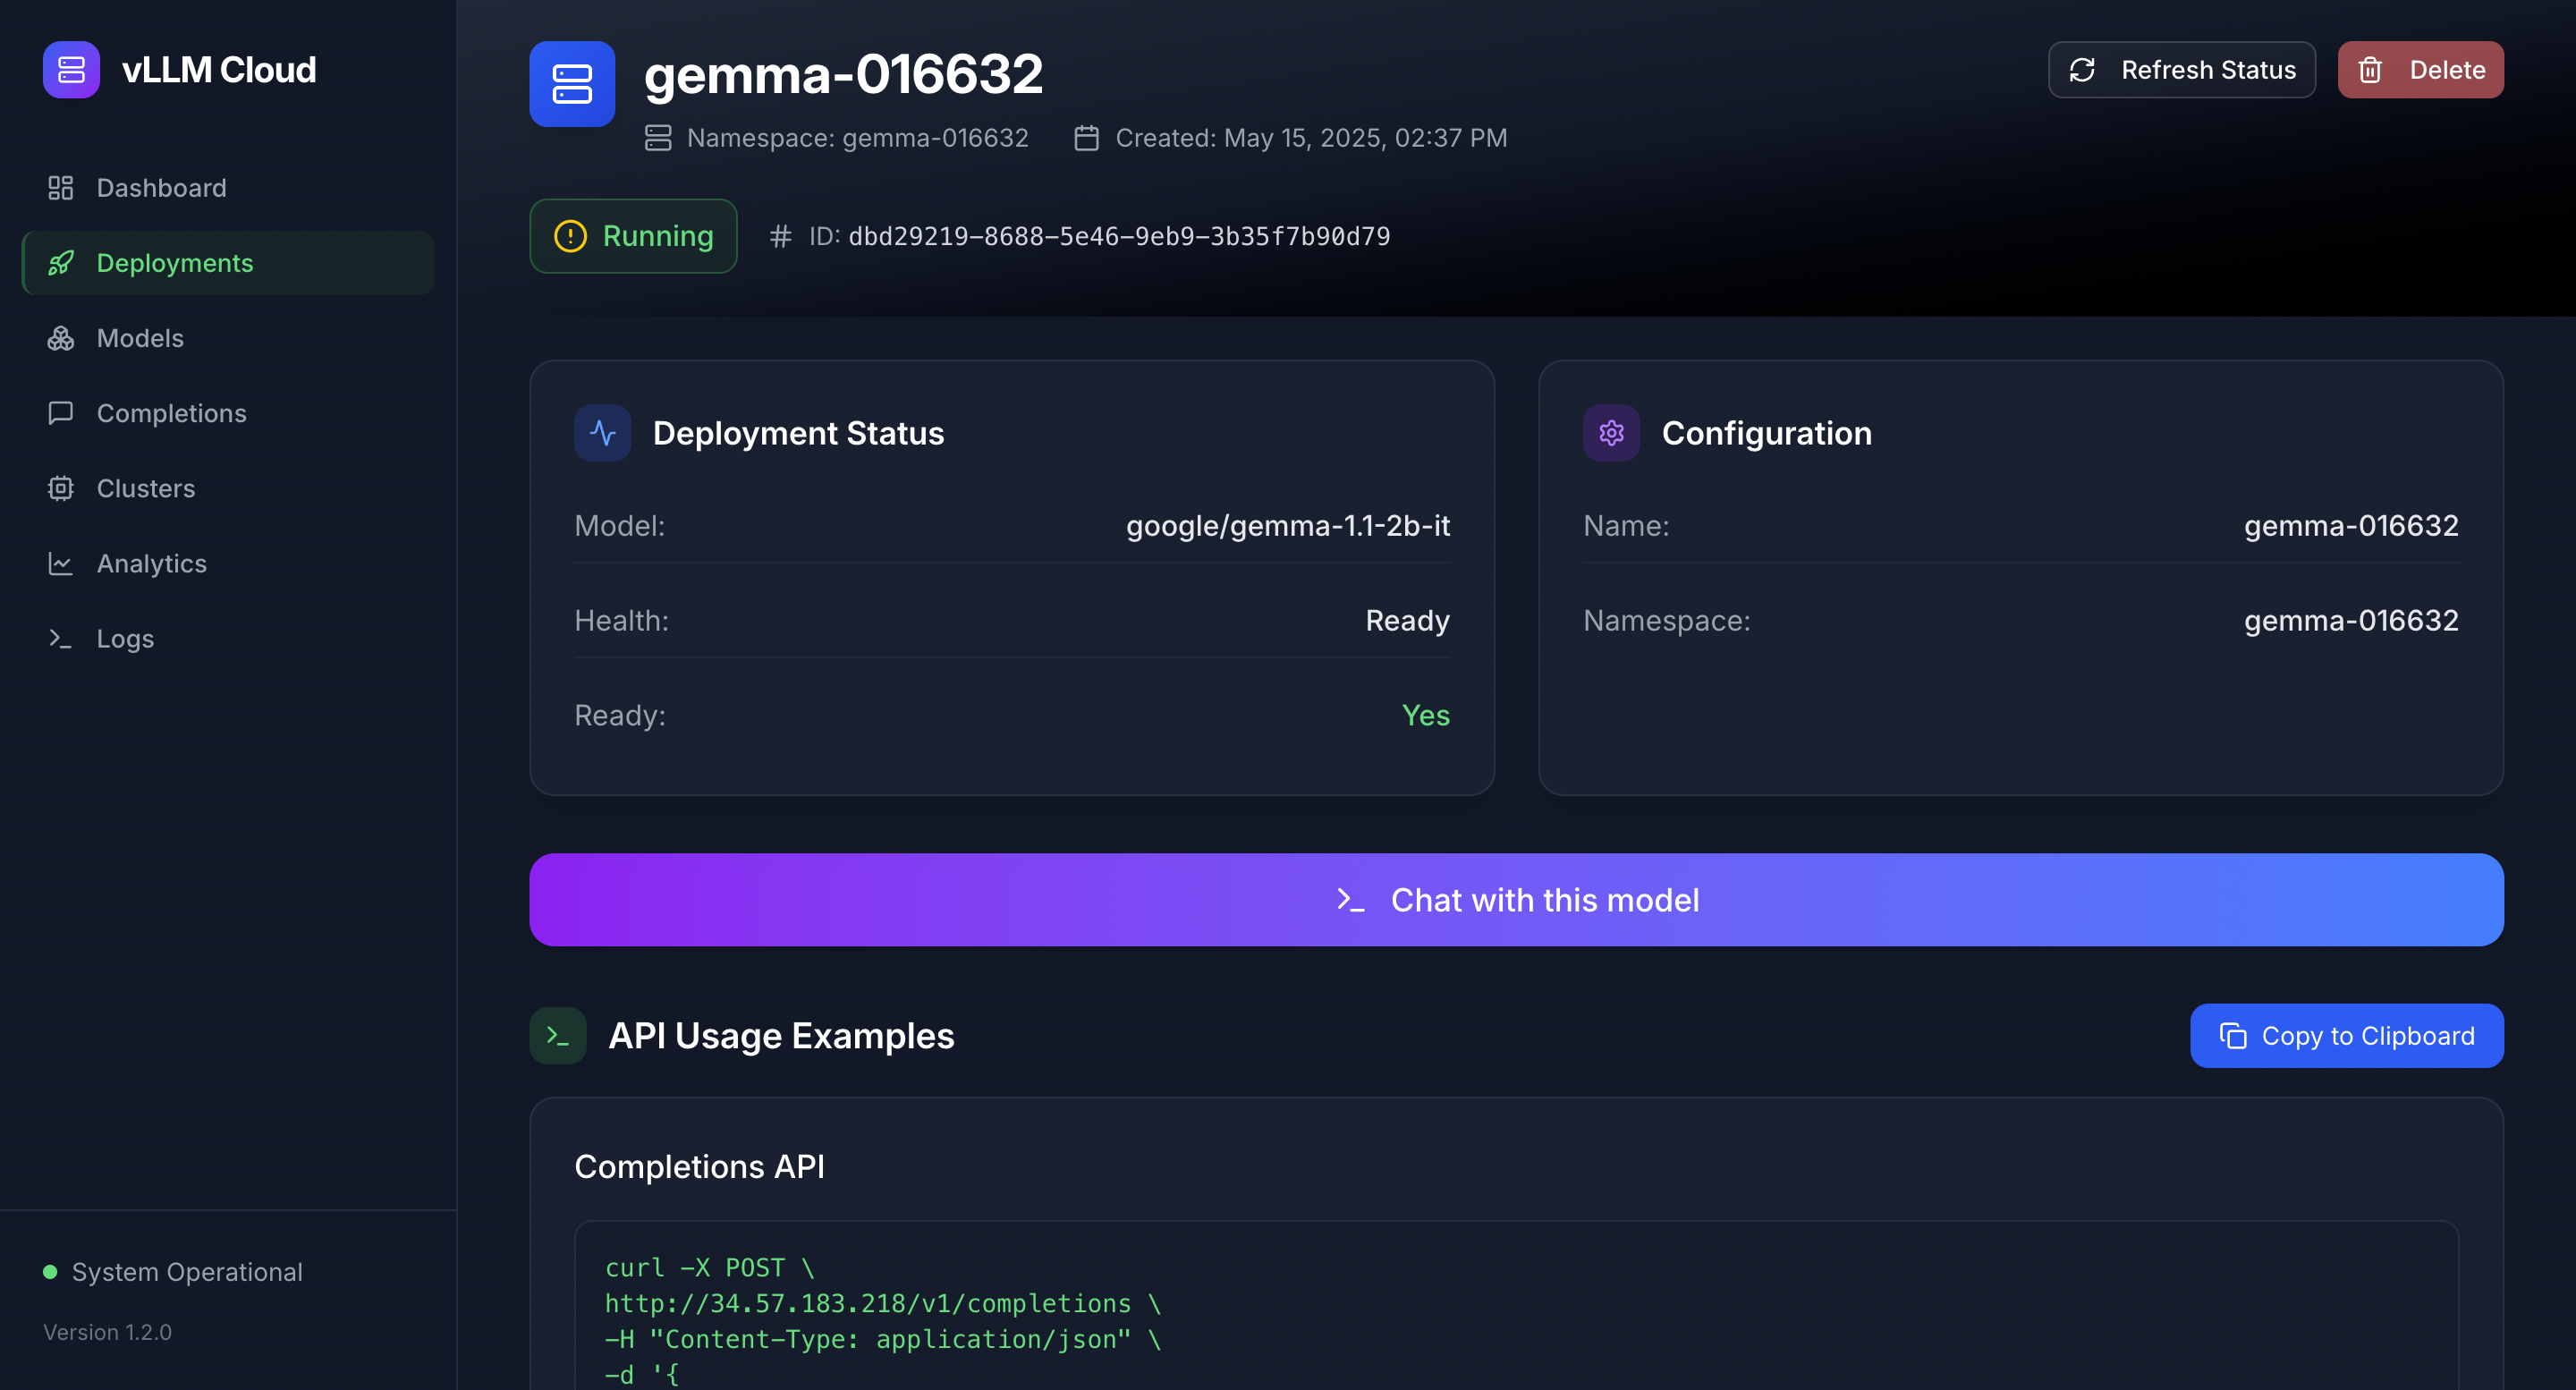 vLLM Cloud
Dashboard
Deployments
Models
Completions
Clusters
Analytics
Logs
System Operational
Version 1.2.0
gemma-016632
Namespace: gemma-016632 Created: May 15, 2025, 02:37 PM
Refresh Status
Delete
Running
# ID: dbd29219-8688-5e46-9eb9-3b35f7b90d79
Deployment Status
Model: google/gemma-1.1-2b-it
Health: Ready
Ready: Yes
Configuration
Name: gemma-016632
Namespace: gemma-016632
Chat with this model
API Usage Examples
Copy to Clipboard
Completions API
curl -X POST \
http://34.57.183.218/v1/completions \
-H "Content-Type: application/json" \
-d '{